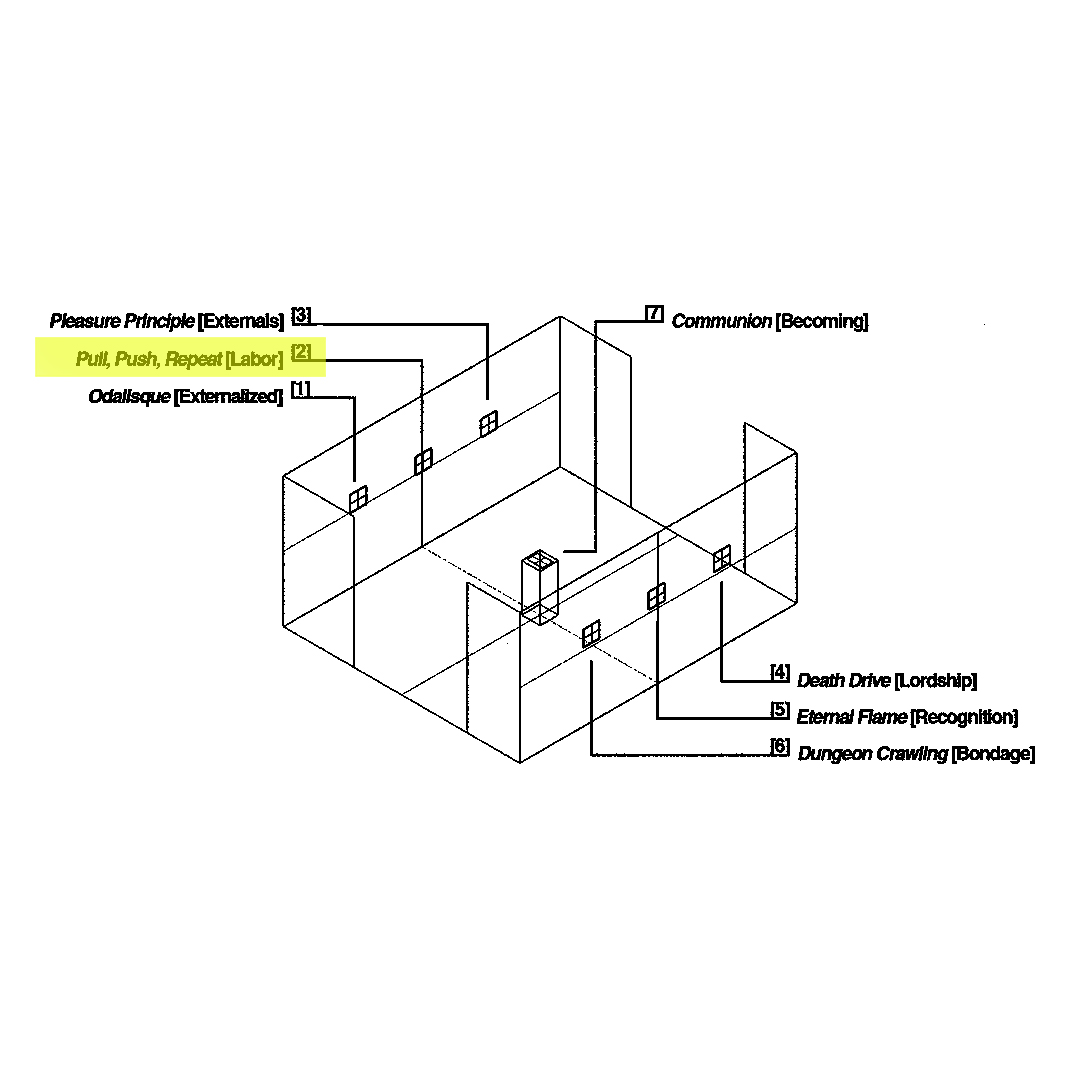 Pleasure Principle [Externals] [3]
Pull, Push, Repeat [Labor] [2]
Odalisque [Externalized] [1]
[7] Communion [Becoming]
[4] Death Drive [Lordship]
[5] Eternal Flame [Recognition]
[6] Dungeon Crawling [Bondage]